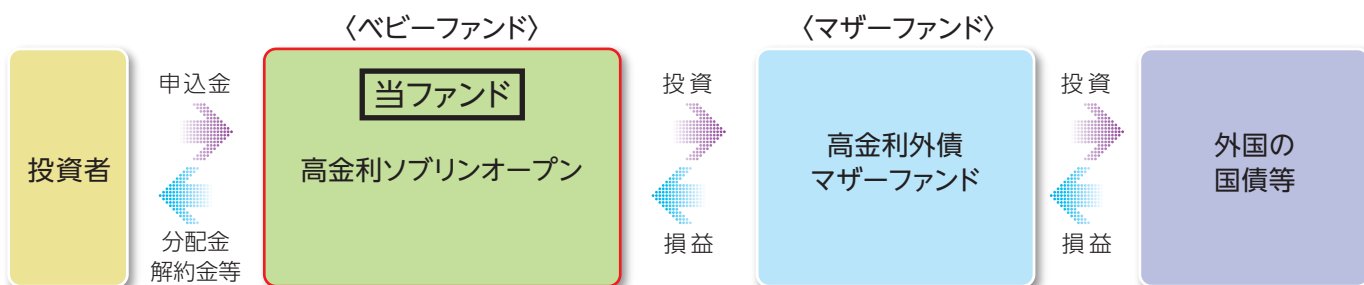 〈ベビーファンド〉
〈マザーファンド〉
投資者
申込金
分配金
解約金等
当ファンド
高金利ソブリンオープン
投資
損益
高金利外債
マザーファンド
投資
損益
外国の
国債等